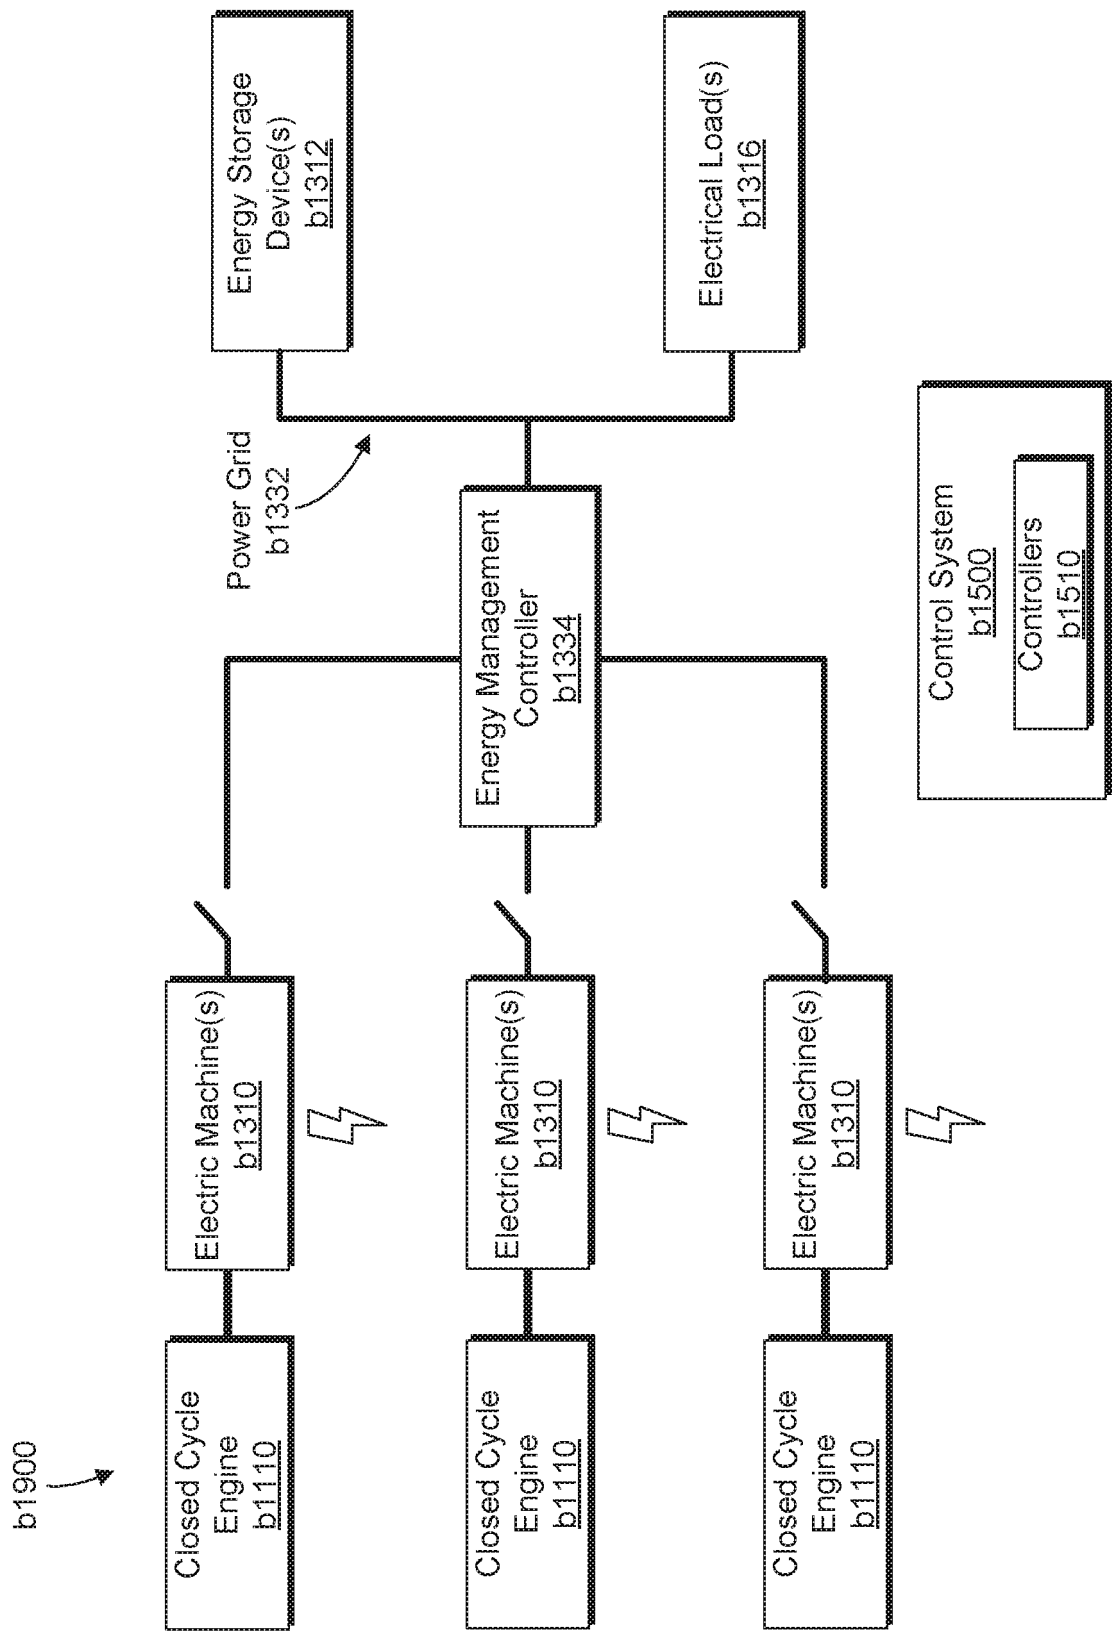 b1900
Closed Cycle
Engine
b1110
Electric Machine(s)
b1310
Closed Cycle
Engine
b1110
Electric Machine(s)
b1310
Closed Cycle
Engine
b1110
Electric Machine(s)
b1310
Energy Management
Controller
b1334
Power Grid
b1332
Energy Storage
Device(s)
b1312
Electrical Load(s)
b1316
Control System
b1500
Controllers
b1510